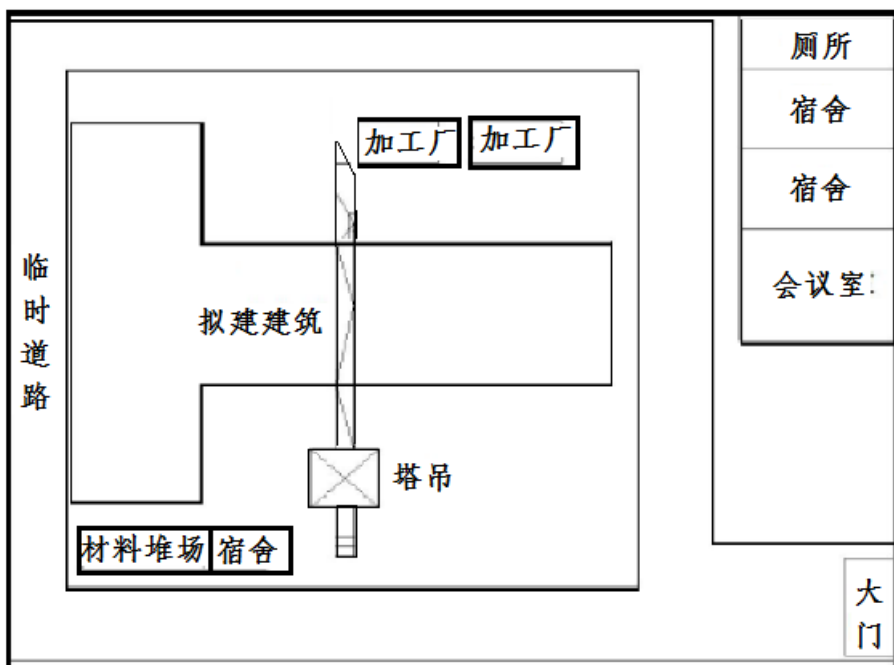 厕所
宿舍
加工厂 加工厂
宿舍
会议室
临时道路
拟建建筑
塔吊
材料堆场 宿舍
大门